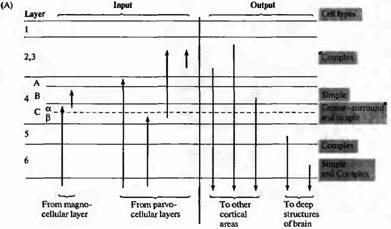 (A)
Input
Output
Layer
Cell types
1
2,3
Complex
A
B
Simple
4
C
α
β
Center-surround
and simple
5
Complex
6
Simple
and Complex
From magno-
cellular layer
From parvo-
cellular layers
To other
cortical
areas
To deep
structures
of brain